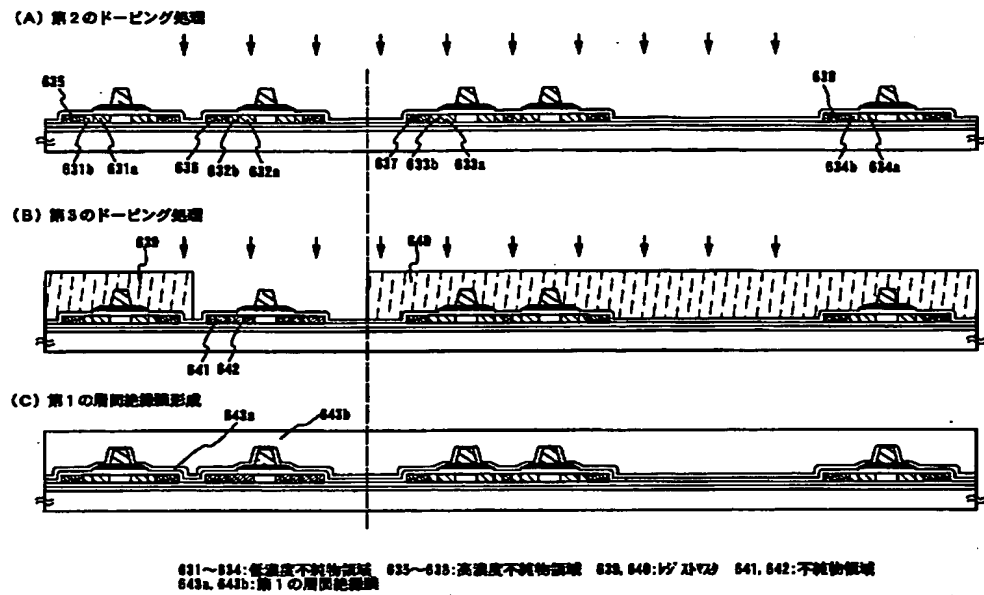 (A) 第2のドーピング処理
635
638
631b 631a 636 632b 632a 637 633b 633a 634b 634a
(B) 第3のドーピング処理
639 640
641 642
(C) 第1の層間絶縁膜形成
643a 643b
631～634:低濃度不純物領域 635～638:高濃度不純物領域 639,640:レジストマスク 641,642:不純物領域
643a,643b:第1の層間絶縁膜